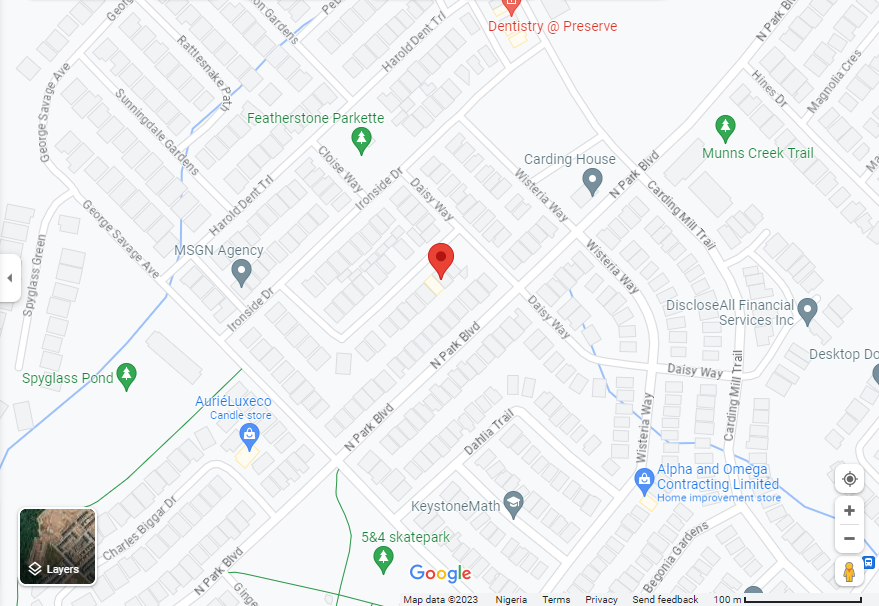 Dentistry @ Preserve
N Park Blv
Harold Dent Trl
Rattlesnake Path
Hines Dr
Magnolia Cres
George Savage Ave
Sunningdale Gardens
Featherstone Parkette
Munns Creek Trail
Cloise Way
Ironside Dr
Daisy Way
Carding House
Wisteria Way
N Park Blvd
Carding Mill Trail
Harold Dent Trl
George Savage Ave
Spyglass Green
MSGN Agency
Wisteria Way
Ironside Dr
Daisy Way
DiscloseAll Financial
Services Inc
N Park Blvd
Desktop Do
Daisy Way
Carding Mill Trail
Spyglass Pond
AuriéLuxeco
Candle store
N Park Blvd
Dahlia Trail
Wisteria Way
Alpha and Omega
Contracting Limited
Home improvement store
KeystoneMath
Charles Biggar Dr
5&4 skatepark
N Park Blvd
Begonia Gardens
Layers
Google
Map data ©2023 Nigeria Terms Privacy Send feedback 100 m